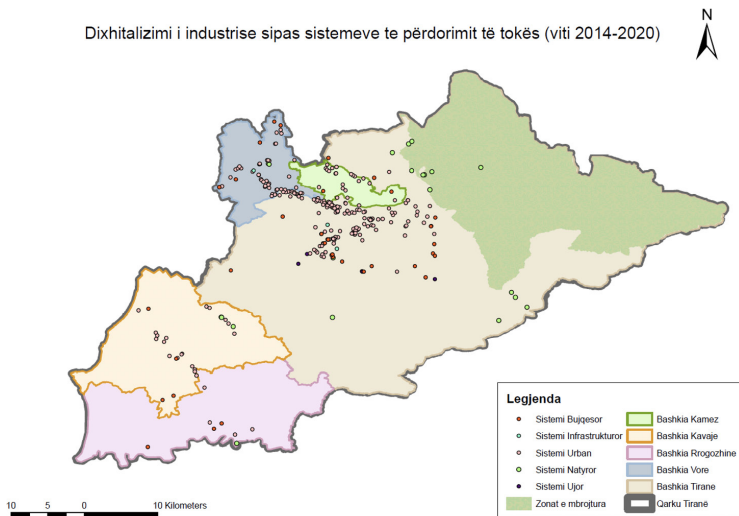 Dixhitalizimi i industrise sipas sistemeve te përdorimit të tokës (viti 2014-2020)
N
Legjenda
Sistemi Bujqesor
Bashkia Kamez
Sistemi Infrastrukturor
Bashkia Kavaje
Sistemi Urban
Bashkia Rrogozhine
Sistemi Natyror
Bashkia Vore
Sistemi Ujor
Bashkia Tirane
Zonat e mbrojtura
Qarku Tiranë
10 5 0 10 Kilometers